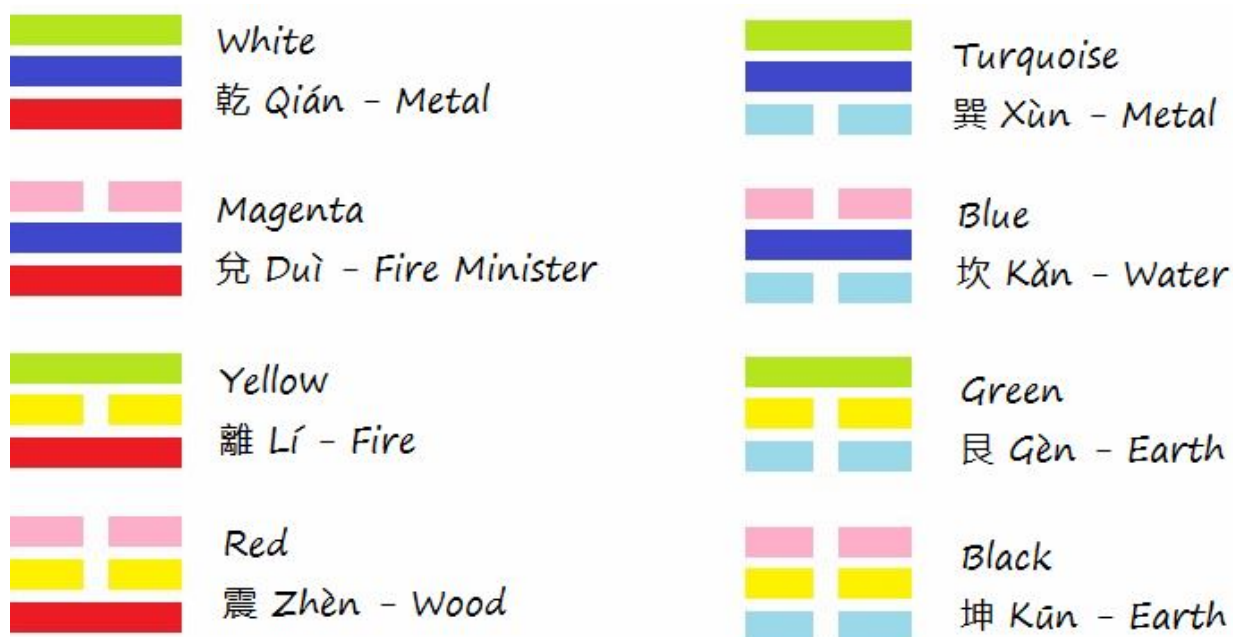 White
乾 Qián - Metal
Magenta
兌 Duì - Fire Minister
Yellow
離 Lí - Fire
Red
震 Zhèn - Wood
Turquoise
巽 Xùn - Metal
Blue
坎 Kǎn - Water
Green
艮 Gèn - Earth
Black
坤 Kūn - Earth